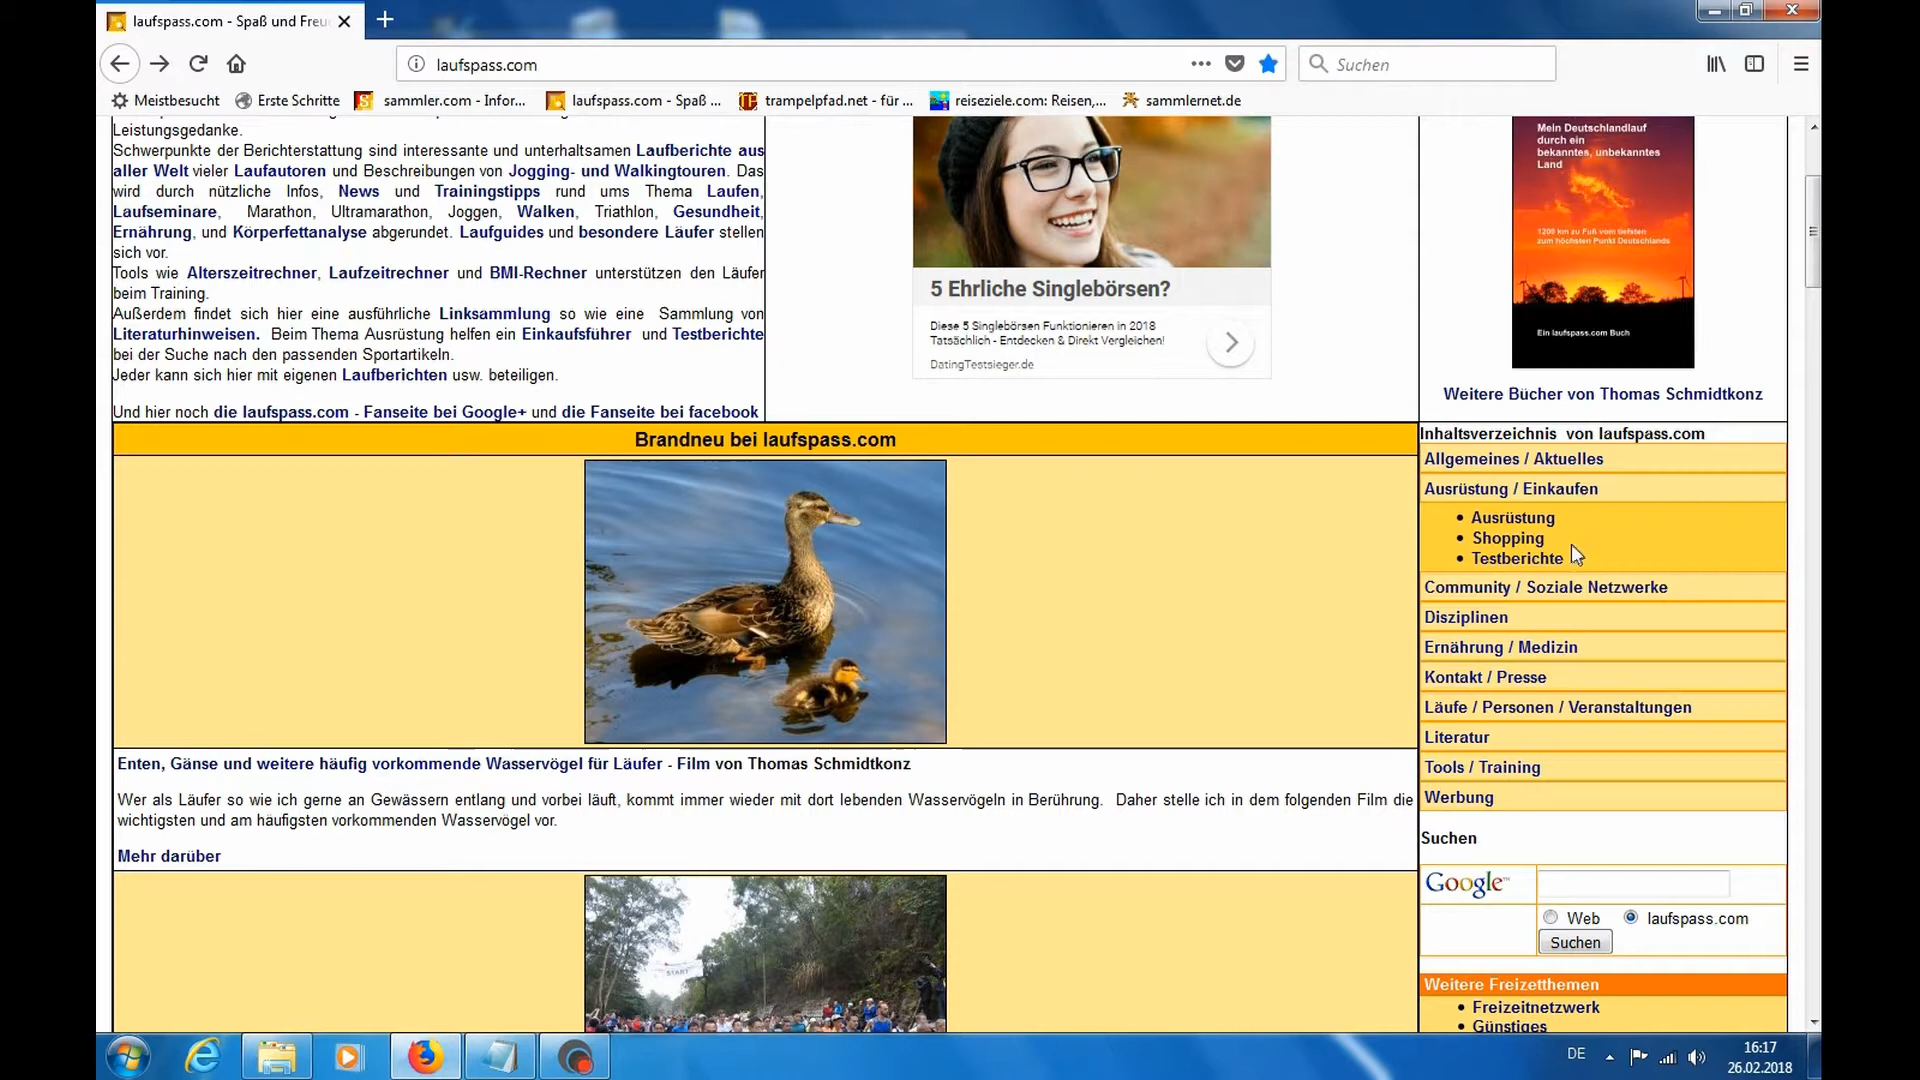 laufspass.com - Spaß und Freu
laufspass.com
Suchen
Meistbesucht
Erste Schritte
sammler.com - Infor...
laufspass.com - Spaß ...
trampelpfad.net - für ...
reiseziele.com: Reisen,...
sammlernet.de
Leistungsgedanke.
Schwerpunkte der Berichterstattung sind interessante und unterhaltsamen Laufberichte aus
aller Welt vieler Laufautoren und Beschreibungen von Jogging- und Walkingtouren. Das
wird durch nützliche Infos, News und Trainingstipps rund ums Thema Laufen,
Laufseminare, Marathon, Ultramarathon, Joggen, Walken, Triathlon, Gesundheit,
Ernährung, und Körperfettanalyse abgerundet. Laufguides und besondere Läufer stellen
sich vor.
Tools wie Alterszeitrechner, Laufzeitrechner und BMI-Rechner unterstützen den Läufer
beim Training.
Außerdem findet sich hier eine ausführliche Linksammlung so wie eine Sammlung von
Literaturhinweisen. Beim Thema Ausrüstung helfen ein Einkaufsführer und Testberichte
bei der Suche nach den passenden Sportartikeln.
Jeder kann sich hier mit eigenen Laufberichten usw. beteiligen.
Und hier noch die laufspass.com - Fanseite bei Google+ und die Fanseite bei facebook
5 Ehrliche Singlebörsen?
Diese 5 Singlebörsen Funktionieren in 2018
Tatsächlich - Entdecken & Direkt Vergleichen!
DatingTestsieger.de
Mein Deutschlandlauf
durch ein
bekanntes, unbekanntes
Land
1200 km zu Fuß vom tiefsten
zum höchsten Punkt Deutschlands
Ein laufspass.com Buch
Weitere Bücher von Thomas Schmidtkonz
Brandneu bei laufspass.com
Enten, Gänse und weitere häufig vorkommende Wasservögel für Läufer - Film von Thomas Schmidtkonz
Wer als Läufer so wie ich gerne an Gewässern entlang und vorbei läuft, kommt immer wieder mit dort lebenden Wasservögeln in Berührung. Daher stelle ich in dem folgenden Film die
wichtigsten und am häufigsten vorkommenden Wasservögel vor.
Mehr darüber
START
Inhaltsverzeichnis von laufspass.com
Allgemeines / Aktuelles
Ausrüstung / Einkaufen
Ausrüstung
Shopping
Testberichte
Community / Soziale Netzwerke
Disziplinen
Ernährung / Medizin
Kontakt / Presse
Läufe / Personen / Veranstaltungen
Literatur
Tools / Training
Werbung
Suchen
Google™
Web laufspass.com
Suchen
Weitere Freizetthemen
Freizeitnetzwerk
Günstiges
DE
16:17
26.02.2018